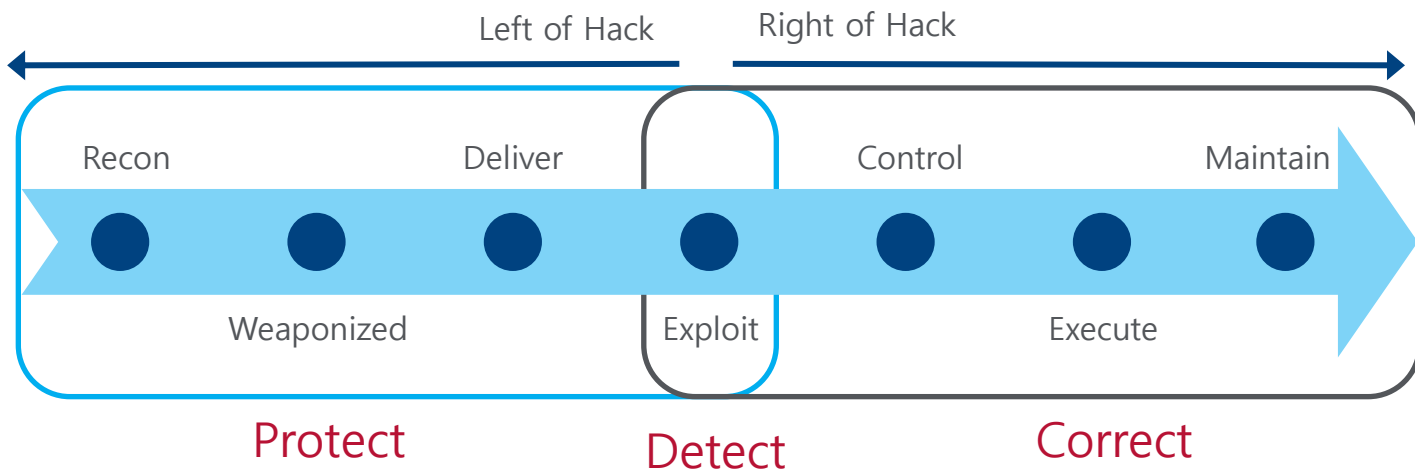 Left of Hack
Right of Hack
Recon
Deliver
Control
Maintain
Weaponized
Exploit
Execute
Protect
Detect
Correct